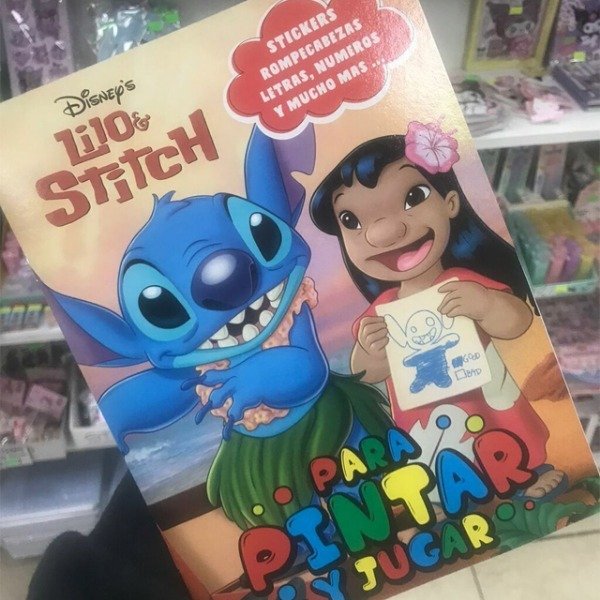 STICKERS
ROMPECABEZAS
LETRAS, NUMEROS
Y MUCHO MAS ...
DISNEY'S
LILO &
STITCH
GOOD
BAD
PARA
PINTAR
Y JUGAR